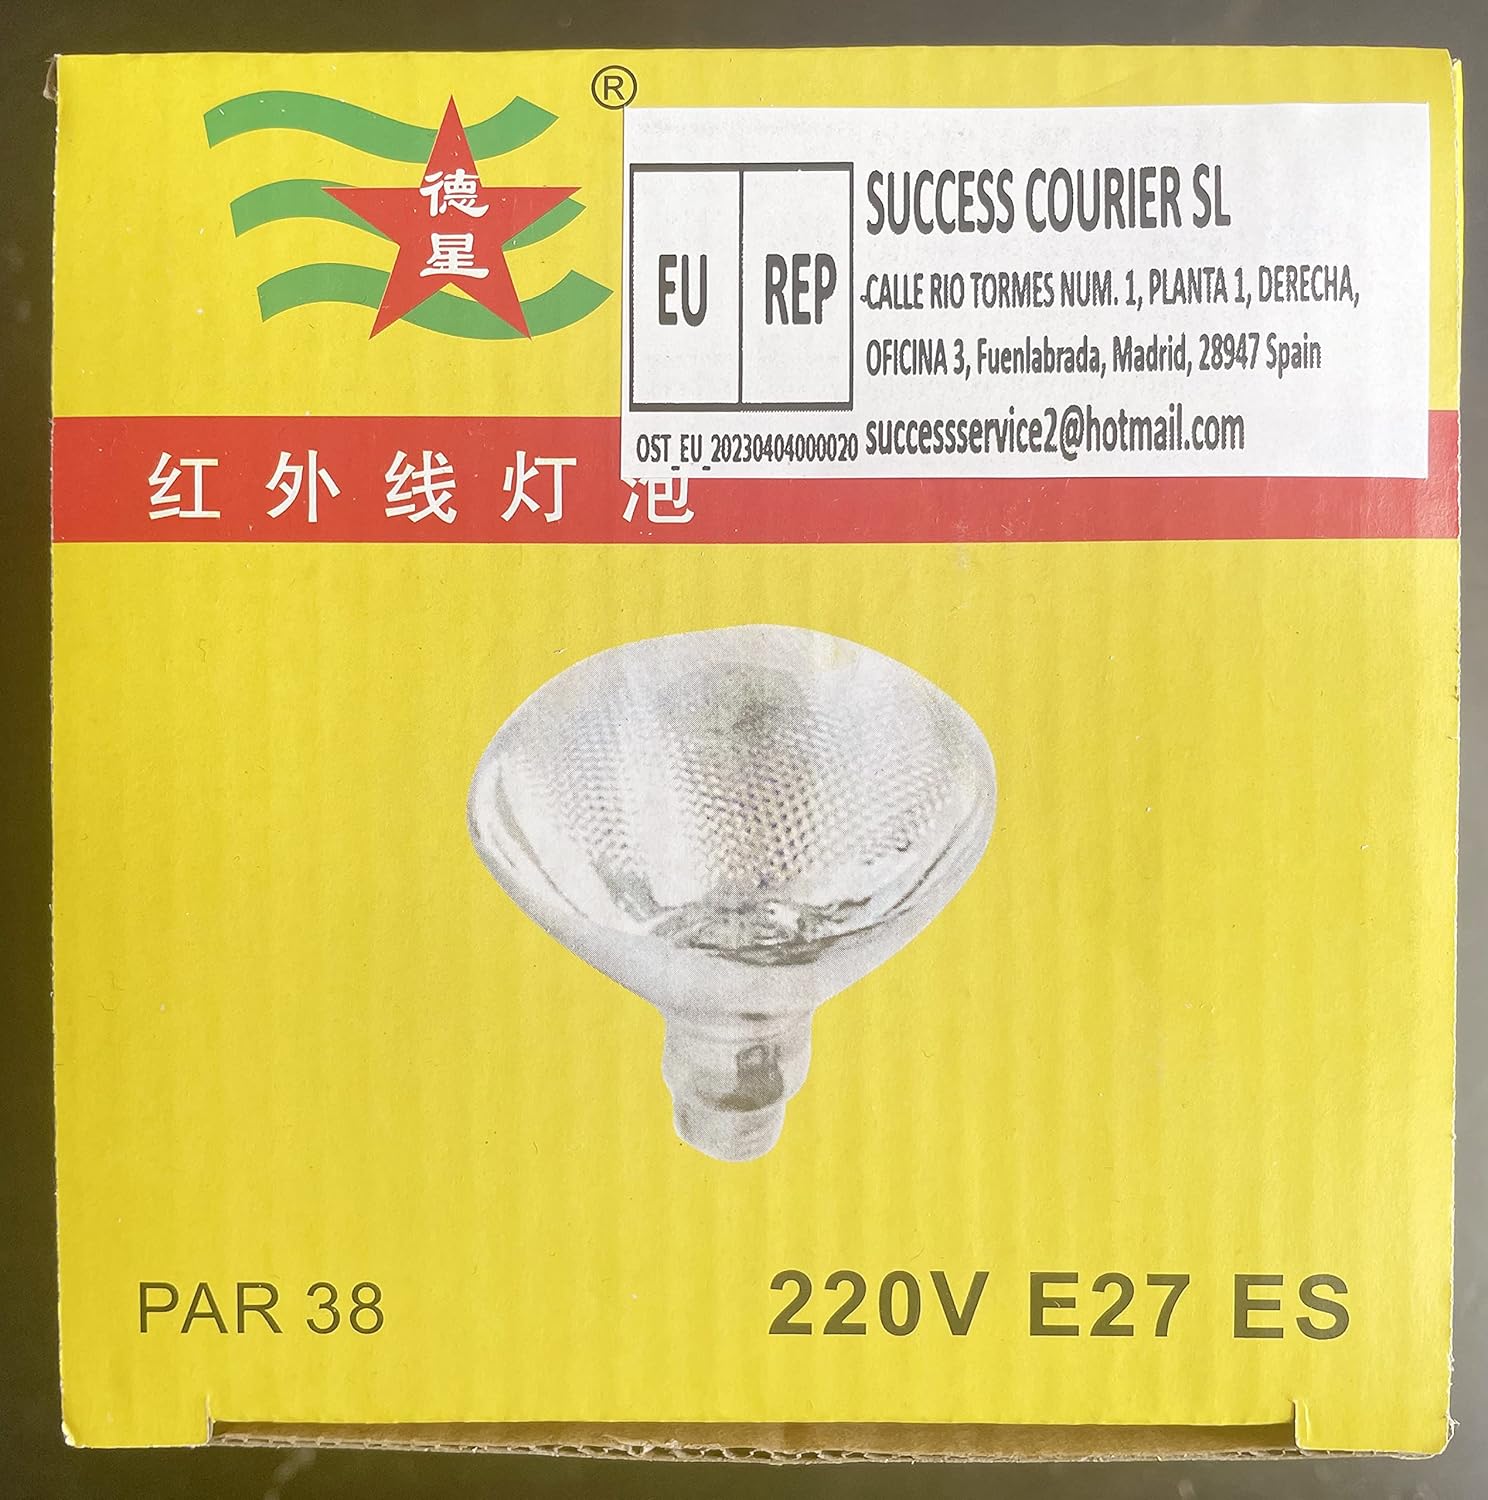 德
星
®
EU REP
SUCCESS COURIER SL
CALLE RIO TORMES NUM. 1, PLANTA 1, DERECHA,
OFICINA 3, Fuenlabrada, Madrid, 28947 Spain
OST_EU_20230404000020 successservice2@hotmail.com
红外线灯泡
PAR 38
220V E27 ES